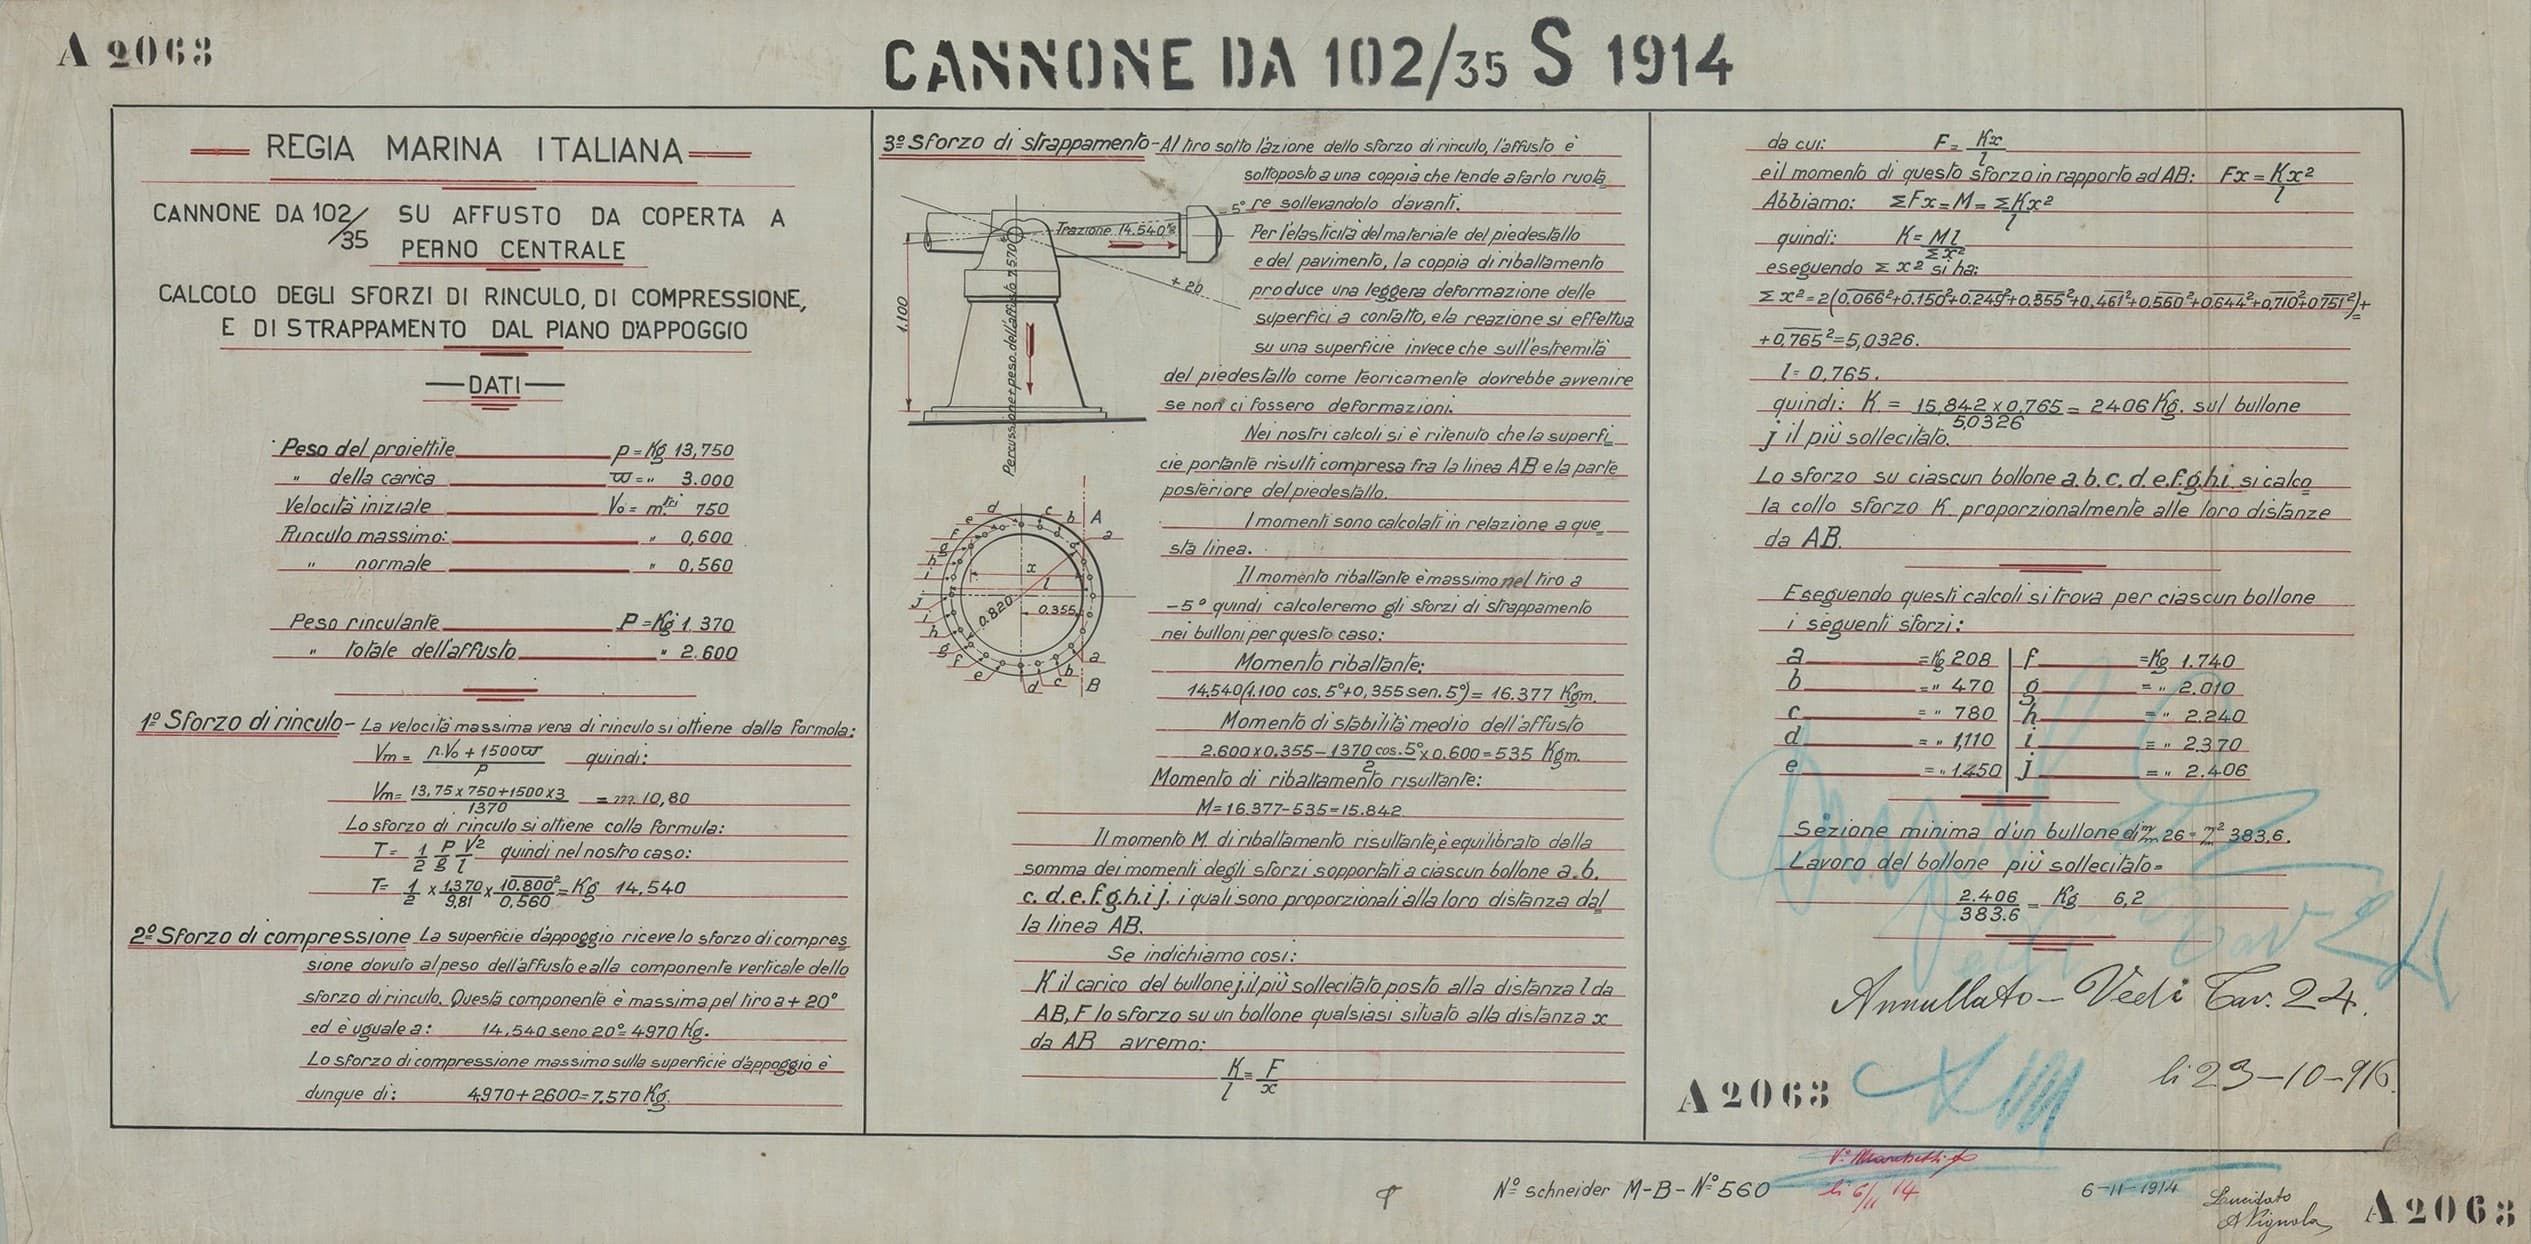 A 2063
CANNONE DA 102/35 S 1914
REGIA MARINA ITALIANA
CANNONE DA 102/35 SU AFFUSTO DA COPERTA A
PERNO CENTRALE
CALCOLO DEGLI SFORZI DI RINCULO, DI COMPRESSIONE,
E DI STRAPPAMENTO DAL PIANO D'APPOGGIO
DATI
Peso del proiettile p = Kg 13,750
" della carica ϖ = " 3.000
Velocità iniziale Vo = m.tri 750
Rinculo massimo: " 0,600
" normale " 0.560
Peso rinculante P = Kg 1.370
" totale dell'affusto " 2.600
1º Sforzo di rinculo - La velocità massima vera di rinculo si ottiene dalla formola:
Vm = p.Vo + 1500ϖ / P quindi:
Vm = 13,75 x 750 + 1500 x 3 / 1370 = m. 10,80
Lo sforzo di rinculo si ottiene colla formula:
T = 1/2 P/g V²/l quindi nel nostro caso:
T = 1/2 x 1,370/9,81 x 10.800²/0,560 = Kg 14,540
2º Sforzo di compressione La superficie d'appoggio riceve lo sforzo di compres=
sione dovuto al peso dell'affusto e alla componente verticale dello
sforzo di rinculo. Questa componente è massima pel tiro a + 20°
ed è uguale a: 14,540 seno 20° = 4970 Kg.
Lo sforzo di compressione massimo sulla superficie d'appoggio è
dunque di: 4,970 + 2600 = 7.570 Kg.
3º Sforzo di strappamento - Al tiro sotto l'azione dello sforzo di rinculo, l'affusto è
sottoposto a una coppia che tende a farlo ruota=
re sollevandolo davanti.
Per l'elasticità del materiale del piedestallo
e del pavimento, la coppia di ribaltamento
produce una leggera deformazione delle
superfici a contatto, e la reazione si effettua
su una superficie invece che sull'estremità
del piedestallo come teoricamente dovrebbe avvenire
se non ci fossero deformazioni.
Nei nostri calcoli si è ritenuto che la superfi=
cie portante risulti compresa fra la linea AB e la parte
posteriore del piedestallo.
I momenti sono calcolati in relazione a que=
sta linea.
Il momento ribaltante è massimo nel tiro a
-5° quindi calcoleremo gli sforzi di strappamento
nei bulloni per questo caso:
Momento ribaltante:
14.540 (1.100 cos. 5° + 0,355 sen. 5°) = 16.377 Kgm.
Momento di stabilità medio dell'affusto
2.600 x 0.355 - 1370 cos. 5°/2 x 0.600 = 535 Kgm.
Momento di ribaltamento risultante:
M = 16.377 - 535 = 15.842
Il momento M. di ribaltamento risultante, è equilibrato dalla
somma dei momenti degli sforzi sopportati a ciascun bollone a. b.
c. d. e. f. g. h. i j. i quali sono proporzionali alla loro distanza dal=
la linea AB.
Se indichiamo così:
K il carico del bullone j. il più sollecitato posto alla distanza l da
AB, F lo sforzo su un bollone qualsiasi situato alla distanza x
da AB avremo:
K/l = F/x
-5°
Trazione 14.540 Kg
+ 20
1.100
Percussione + peso dell'affusto 7.570 K
d c b A a
e f g h i j
x l
0.820 0.355
i h g f e d c b a B
da cui: F = Kx/l
e il momento di questo sforzo in rapporto ad AB: Fx = Kx²/l
Abbiamo: ΣFx = M = ΣKx²/l
quindi: K = Ml/Σx²
eseguendo Σx² si ha:
Σx² = 2(0.066² + 0.150² + 0.249² + 0.355² + 0,461² + 0.560² + 0,644² + 0,710² + 0751²) +
+ 0,765² = 5,0326.
l = 0,765.
quindi: K = 15,842 x 0,765 / 5,0326 = 2406 Kg. sul bullone
j il più sollecitato.
Lo sforzo su ciascun bollone a. b. c. d. e. f. g. h. i. si calco=
la collo sforzo K proporzionalmente alle loro distanze
da AB.
Eseguendo questi calcoli si trova per ciascun bollone
i seguenti sforzi:
a = Kg 208 f = Kg 1.740
b = " 470 g = " 2.010
c = " 780 h = " 2.240
d = " 1,110 i = " 2370
e = " 1.450 j = " 2.406
Sezione minima d'un bullone di m/m 26 = m/m² 383,6.
Lavoro del bollone più sollecitato =
2.406/383.6 = Kg 6,2
Annullato - Vedi Tav. 24.
li 23-10-916
A 2063
Nº schneider M-B-Nº 560
li 6/11 14
6-11-1914
Lucidato
A Vignola
A 2063